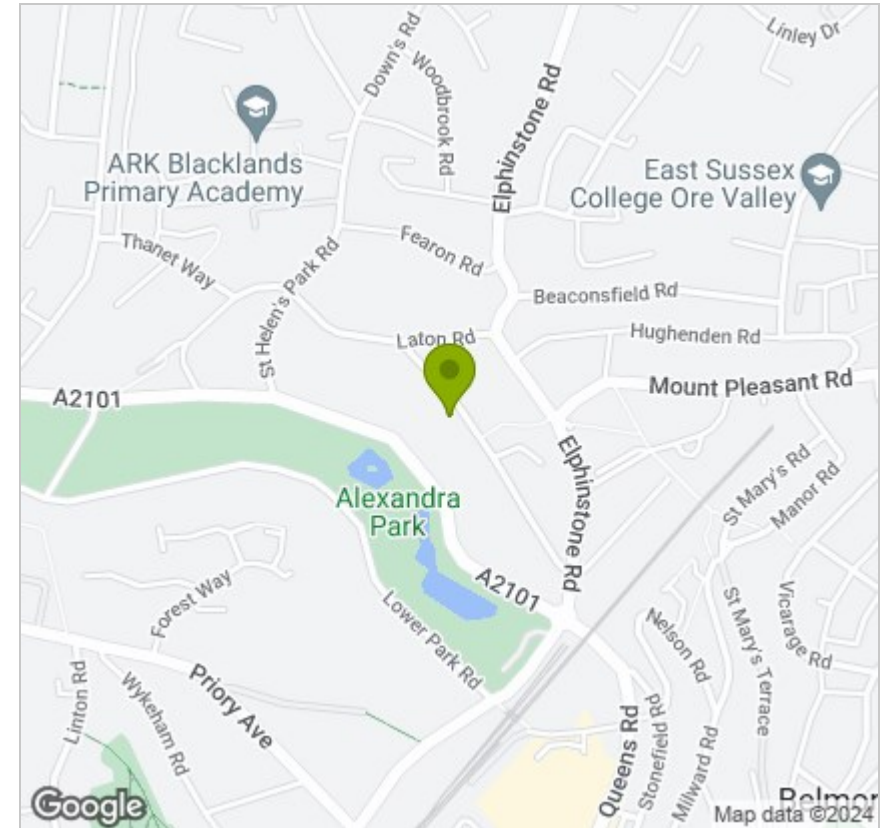 Linley Dr
Down's Rd
Woodbrook Rd
Elphinstone Rd
ARK Blacklands
Primary Academy
East Sussex
College Ore Valley
Thanet Way
St Helen's Park Rd
Fearon Rd
Beaconsfield Rd
Laton Rd
Hughenden Rd
A2101
Mount Pleasant Rd
Elphinstone Rd
St Mary's Rd
Manor Rd
Alexandra
Park
A2101
Forest Way
Lower Park Rd
Nelson Rd
St Mary's Terrace
Vicarage Rd
Linton Rd
Wykeham Rd
Priory Ave
Queens Rd
Stonefield Rd
Milward Rd
Belmor
Google
Map data ©2024